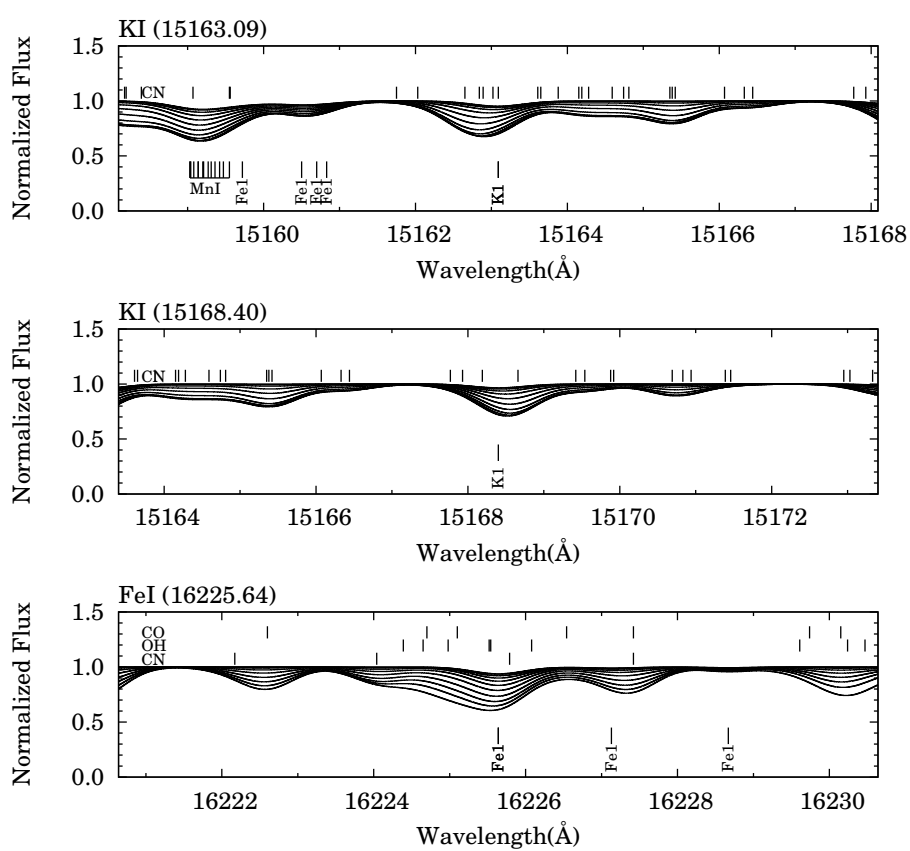 KI (15163.09)
Normalized Flux
1.5
1.0
0.5
0.0
CN
MnI
Fe1
Fe1
Fe1
Fe1
K1
15160
15162
15164
15166
15168
Wavelength(Å)
KI (15168.40)
Normalized Flux
1.5
1.0
0.5
0.0
CN
K1
15164
15166
15168
15170
15172
Wavelength(Å)
FeI (16225.64)
Normalized Flux
1.5
1.0
0.5
0.0
CO
OH
CN
Fe1
Fe1
Fe1
16222
16224
16226
16228
16230
Wavelength(Å)